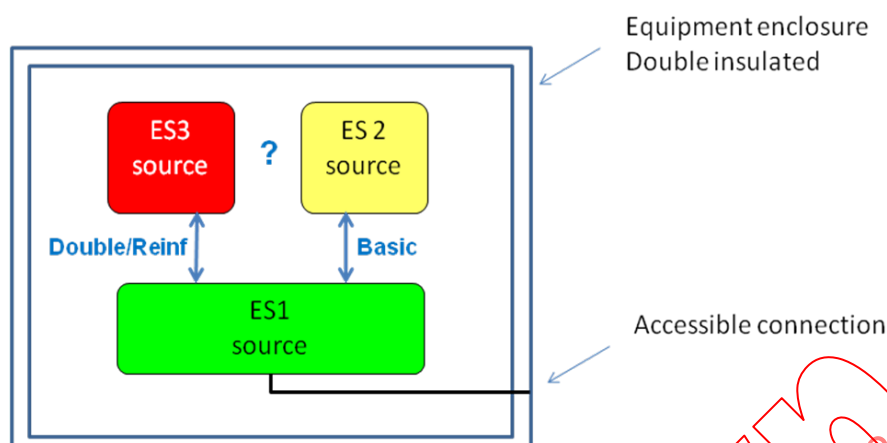 Equipment enclosure
Double insulated
ES3
source
?
ES 2
source
Double/Reinf
Basic
ES1
source
Accessible connection